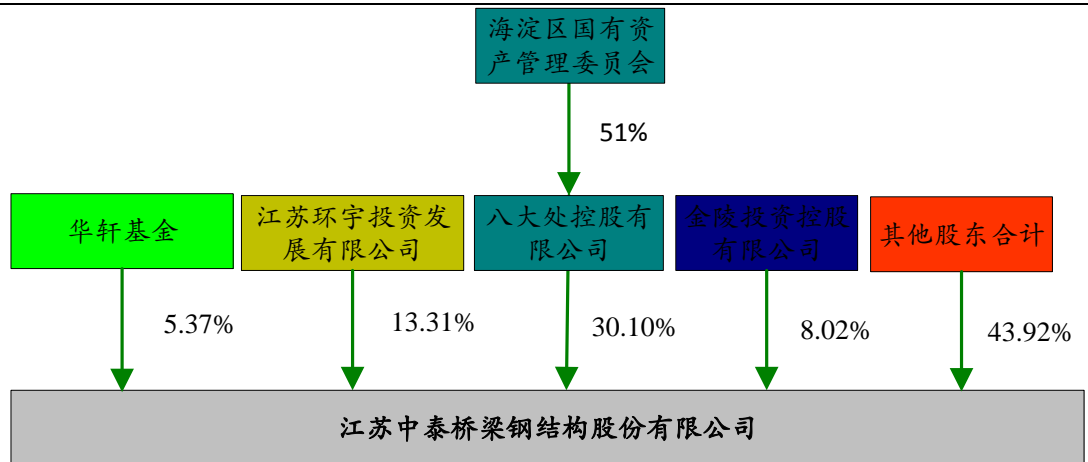 海淀区国有资
产管理委员会
51%
华轩基金
江苏环宇投资发
展有限公司
八大处控股有
限公司
金陵投资控股
有限公司
其他股东合计
5.37%
13.31%
30.10%
8.02%
43.92%
江苏中泰桥梁钢结构股份有限公司